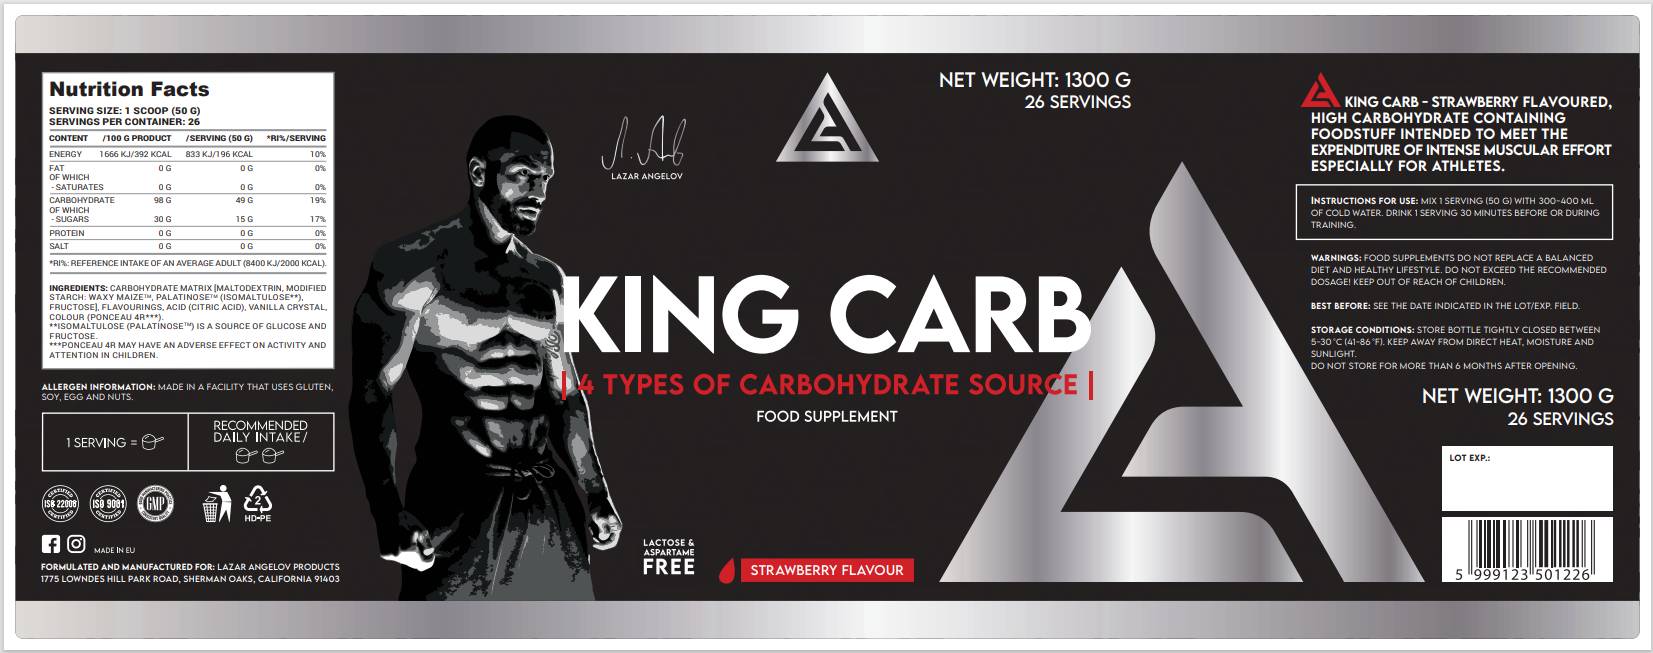 Nutrition Facts
SERVING SIZE: 1 SCOOP (50 G)
SERVINGS PER CONTAINER: 26
CONTENT /100 G PRODUCT /SERVING (50 G) *RI%/SERVING
ENERGY 1666 KJ/392 KCAL 833 KJ/196 KCAL 10%
FAT 0 G 0 G 0%
OF WHICH
- SATURATES 0 G 0 G 0%
CARBOHYDRATE 98 G 49 G 19%
OF WHICH
- SUGARS 30 G 15 G 17%
PROTEIN 0 G 0 G 0%
SALT 0 G 0 G 0%
*RI%: REFERENCE INTAKE OF AN AVERAGE ADULT (8400 KJ/2000 KCAL).
INGREDIENTS: CARBOHYDRATE MATRIX [MALTODEXTRIN, MODIFIED
STARCH: WAXY MAIZE™, PALATINOSE™ (ISOMALTULOSE**),
FRUCTOSE], FLAVOURINGS, ACID (CITRIC ACID), VANILLA CRYSTAL,
COLOUR (PONCEAU 4R***).
**ISOMALTULOSE (PALATINOSE™) IS A SOURCE OF GLUCOSE AND
FRUCTOSE.
***PONCEAU 4R MAY HAVE AN ADVERSE EFFECT ON ACTIVITY AND
ATTENTION IN CHILDREN.
ALLERGEN INFORMATION: MADE IN A FACILITY THAT USES GLUTEN,
SOY, EGG AND NUTS.
1 SERVING =
RECOMMENDED
DAILY INTAKE/
CERTIFIED ISO 22008 CERTIFIED
CERTIFIED ISO 9001 CERTIFIED
GMP
2
HD-PE
MADE IN EU
FORMULATED AND MANUFACTURED FOR: LAZAR ANGELOV PRODUCTS
1775 LOWNDES HILL PARK ROAD, SHERMAN OAKS, CALIFORNIA 91403
LAZAR ANGELOV
NET WEIGHT: 1300 G
26 SERVINGS
KING CARB
| 4 TYPES OF CARBOHYDRATE SOURCE |
FOOD SUPPLEMENT
LACTOSE &
ASPARTAME
FREE
STRAWBERRY FLAVOUR
KING CARB - STRAWBERRY FLAVOURED,
HIGH CARBOHYDRATE CONTAINING
FOODSTUFF INTENDED TO MEET THE
EXPENDITURE OF INTENSE MUSCULAR EFFORT
ESPECIALLY FOR ATHLETES.
INSTRUCTIONS FOR USE: MIX 1 SERVING (50 G) WITH 300-400 ML
OF COLD WATER. DRINK 1 SERVING 30 MINUTES BEFORE OR DURING
TRAINING.
WARNINGS: FOOD SUPPLEMENTS DO NOT REPLACE A BALANCED
DIET AND HEALTHY LIFESTYLE. DO NOT EXCEED THE RECOMMENDED
DOSAGE! KEEP OUT OF REACH OF CHILDREN.
BEST BEFORE: SEE THE DATE INDICATED IN THE LOT/EXP. FIELD.
STORAGE CONDITIONS: STORE BOTTLE TIGHTLY CLOSED BETWEEN
5-30 °C (41-86 °F). KEEP AWAY FROM DIRECT HEAT, MOISTURE AND
SUNLIGHT.
DO NOT STORE FOR MORE THAN 6 MONTHS AFTER OPENING.
NET WEIGHT: 1300 G
26 SERVINGS
LOT EXP.:
5 999123 501226